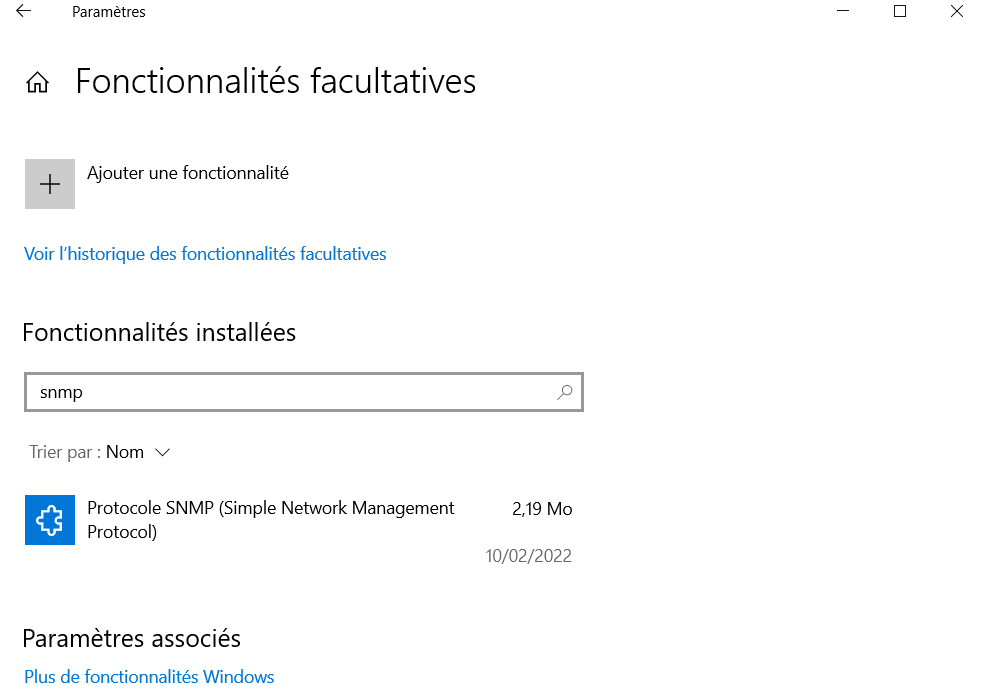 Paramètres
Fonctionnalités facultatives
Ajouter une fonctionnalité
Voir l’historique des fonctionnalités facultatives
Fonctionnalités installées
snmp
Trier par : Nom
Protocole SNMP (Simple Network Management 2,19 Mo
Protocol)
10/02/2022
Paramètres associés
Plus de fonctionnalités Windows